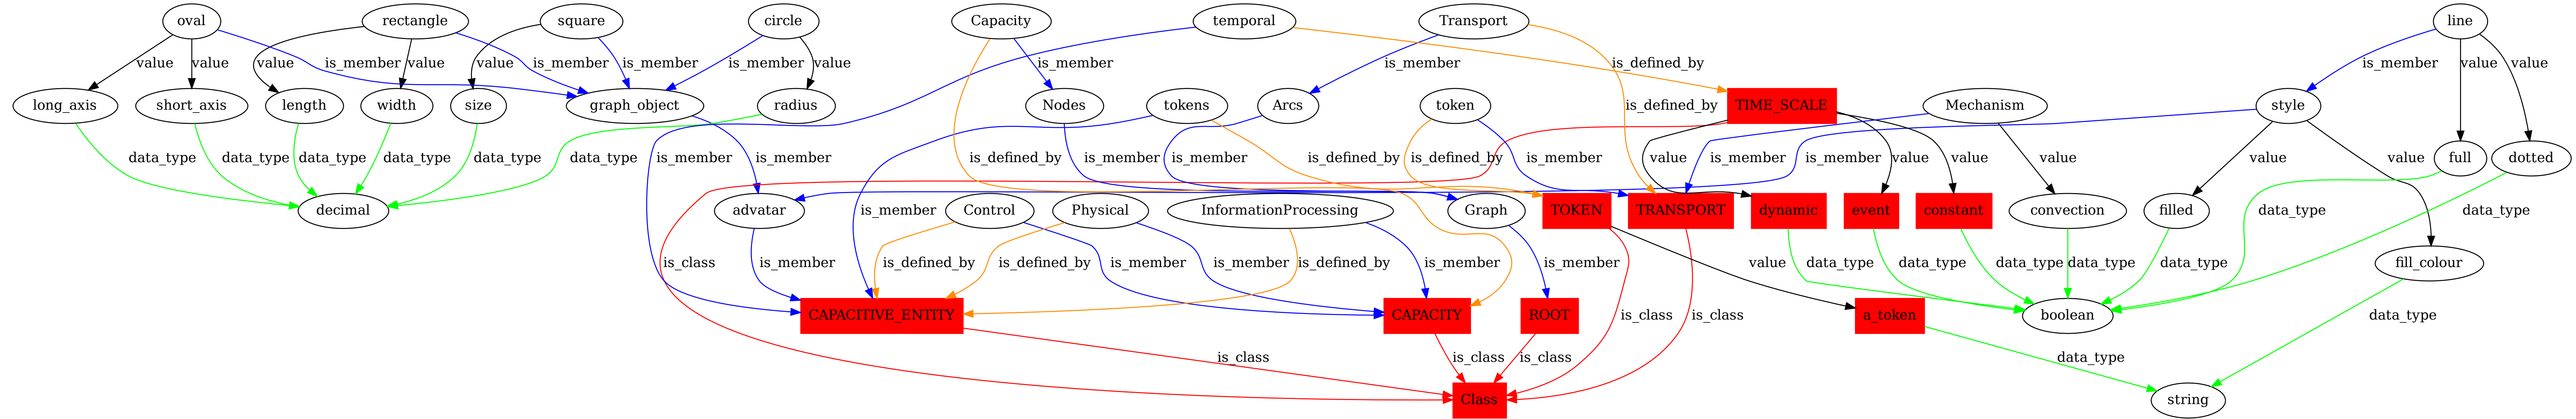 oval rectangle square circle Capacity temporal Transport line
value value value value is_member value is_member value is_member is_member value is_member is_member is_defined_by is_member value value
long_axis short_axis length width size graph_object radius Nodes tokens Arcs is_defined_by token TIME_SCALE Mechanism style full dotted
data_type data_type data_type data_type data_type data_type is_member is_member is_defined_by is_member is_member is_defined_by is_defined_by is_member value is_member value value value is_member value value
decimal advatar Control Physical InformationProcessing Graph TOKEN TRANSPORT dynamic event constant convection filled
is_member data_type data_type
is_class is_member is_defined_by is_defined_by is_member is_member is_defined_by is_member is_member value data_type data_type data_type data_type data_type fill_colour
CAPACITIVE_ENTITY CAPACITY ROOT is_class is_class a_token boolean data_type
is_class is_class is_class data_type
Class string